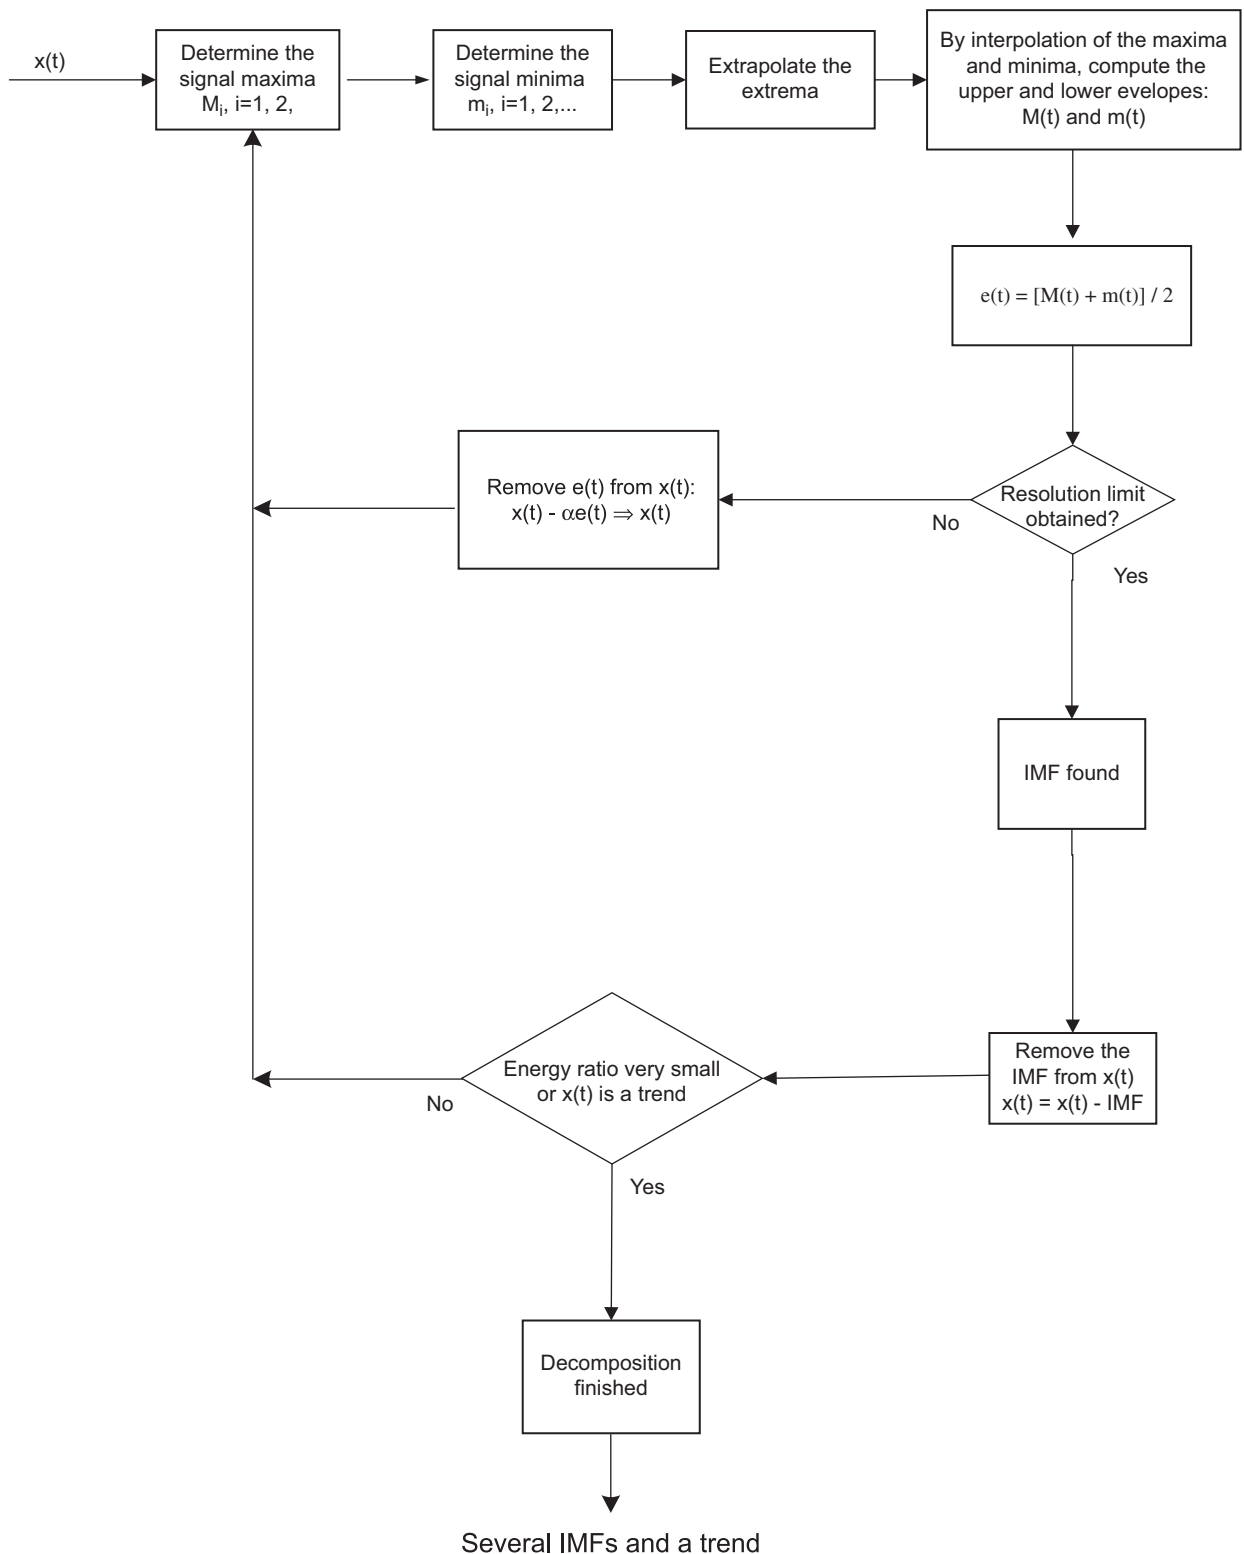 x(t)
Determine the
signal maxima
Mᵢ, i=1, 2,
Determine the
signal minima
mᵢ, i=1, 2,...
Extrapolate the
extrema
By interpolation of the maxima
and minima, compute the
upper and lower evelopes:
M(t) and m(t)
e(t) = [M(t) + m(t)] / 2
Resolution limit
obtained?
No
Yes
Remove e(t) from x(t):
x(t) - αe(t) ⇒ x(t)
IMF found
Remove the
IMF from x(t)
x(t) = x(t) - IMF
Energy ratio very small
or x(t) is a trend
No
Yes
Decomposition
finished
Several IMFs and a trend